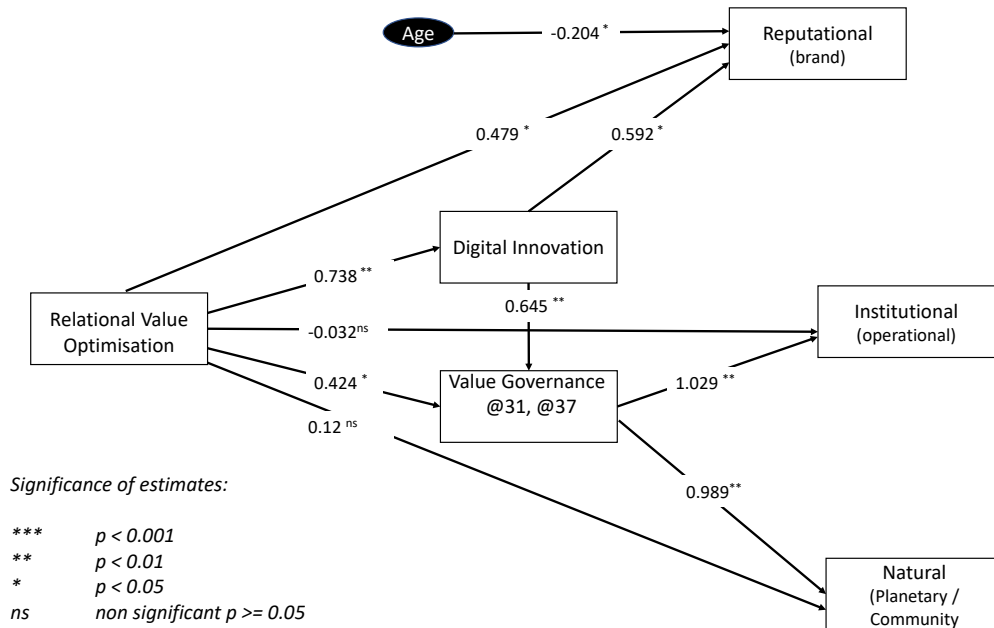 Age
-0.204 *
Reputational
(brand)
0.479 *
0.592 *
Digital Innovation
0.738 **
0.645 **
Relational Value
Optimisation
-0.032ns
Institutional
(operational)
0.424 *
Value Governance
@31, @37
1.029 **
0.12 ns
0.989**
Significance of estimates:
*** p < 0.001
** p < 0.01
* p < 0.05
ns non significant p >= 0.05
Natural
(Planetary /
Community